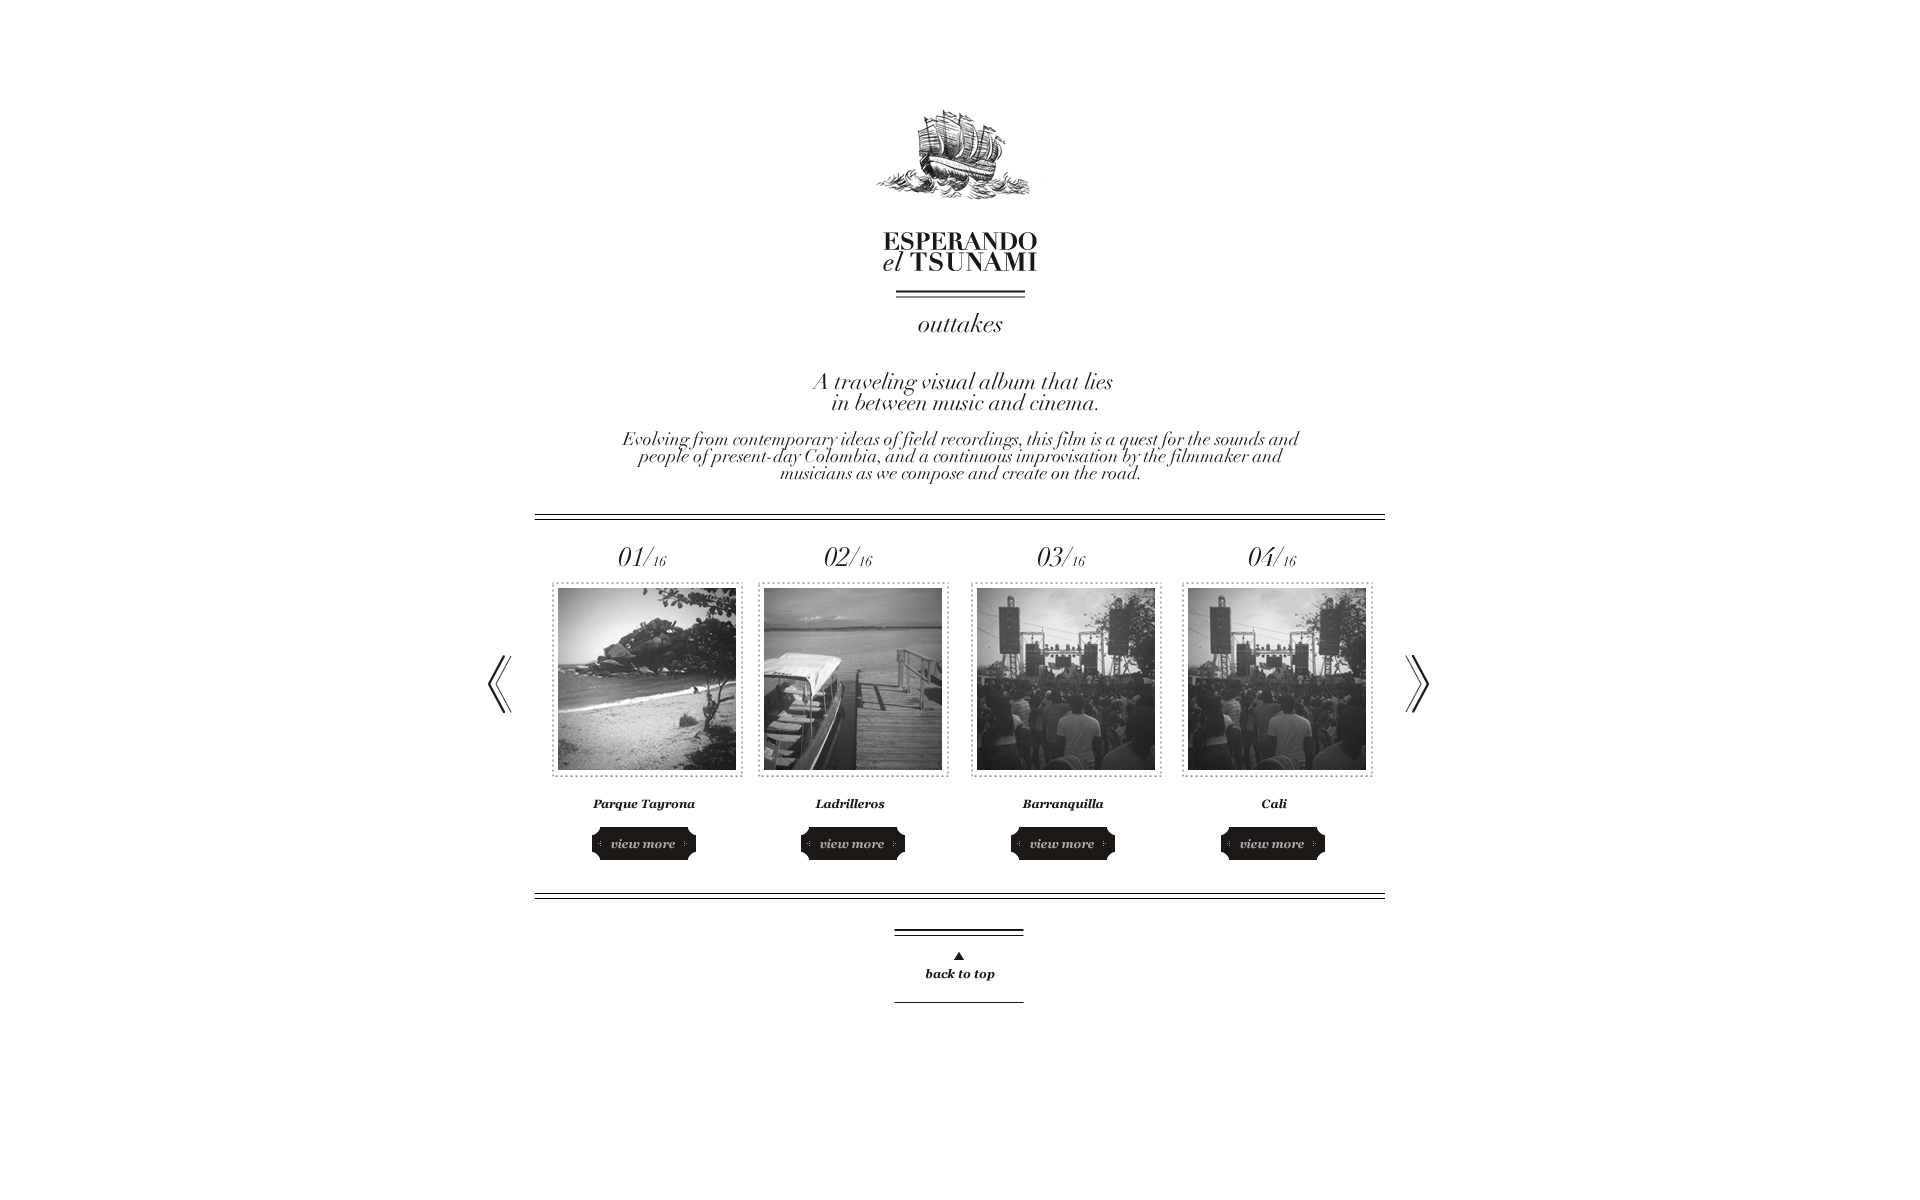 ESPERANDO
el TSUNAMI
outtakes
A traveling visual album that lies
in between music and cinema.
Evolving from contemporary ideas of field recordings, this film is a quest for the sounds and
people of present-day Colombia, and a continuous improvisation by the filmmaker and
musicians as we compose and create on the road.
01/16
02/16
03/16
04/16
Parque Tayrona
Ladrilleros
Barranquilla
Cali
view more
view more
view more
view more
back to top